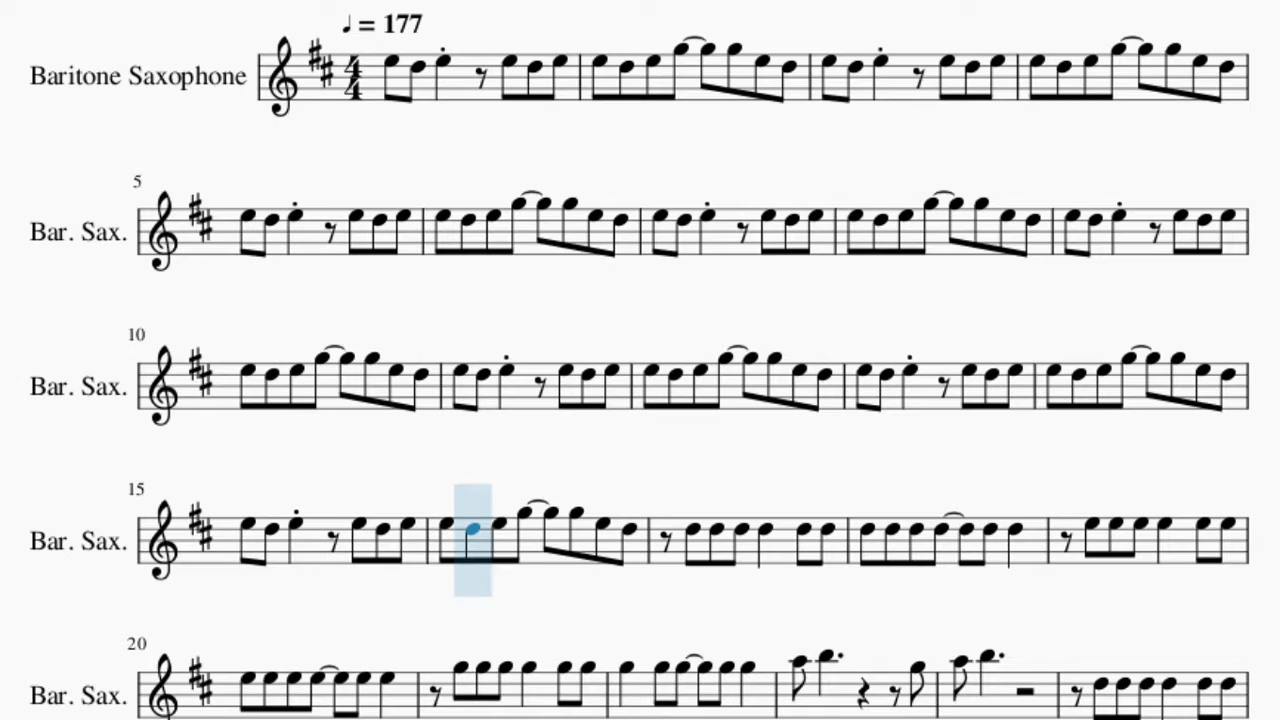 ♩ = 177
Baritone Saxophone
4/4
5
Bar. Sax.
10
Bar. Sax.
15
Bar. Sax.
20
Bar. Sax.